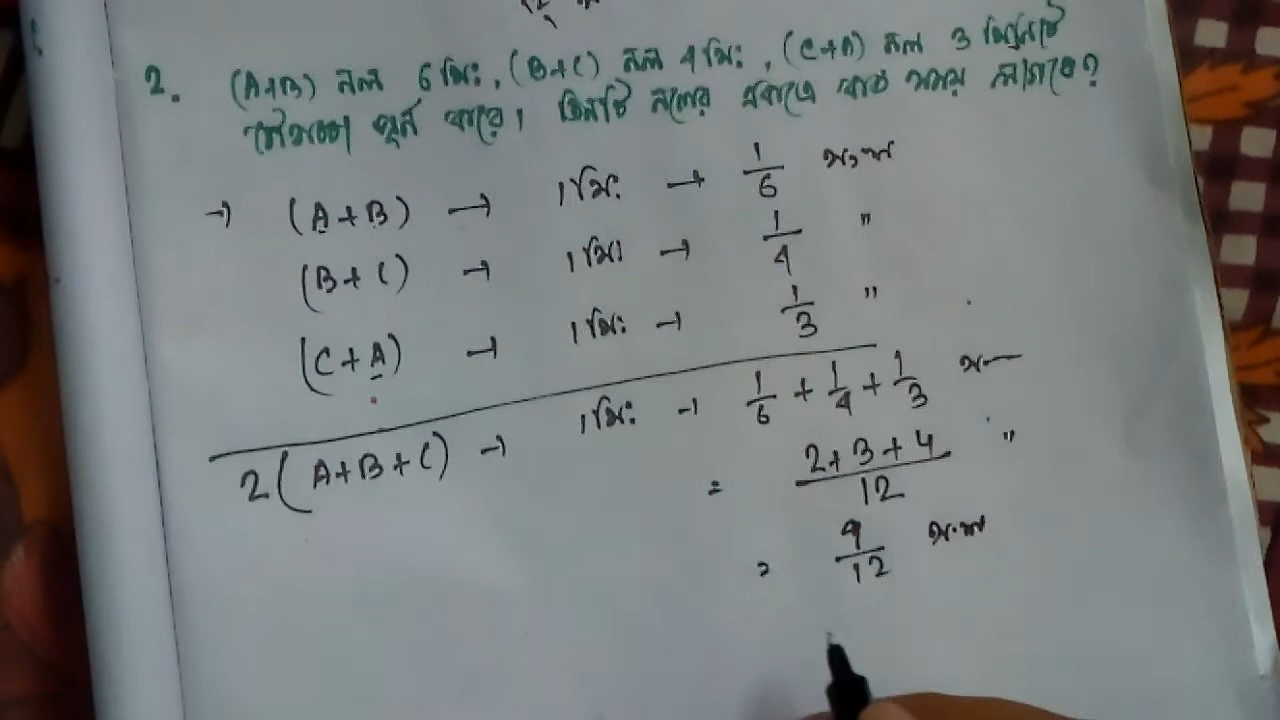 2. (A+B) নল 6 মিঃ, (B+C) নল 4 মিঃ, (C+A) নল 3 মিনিটে
চৌবাচ্চা পূর্ন করে। তিনটি নলের একত্রে কত সময় লাগবে?
→ (A+B) → 1 মিঃ → 1/6 অংশ
(B+C) → 1 মিঃ → 1/4 "
(C+A) → 1 মিঃ → 1/3 "
2(A+B+C) → 1 মিঃ → 1/6 + 1/4 + 1/3
= 2+3+4/12 "
= 9/12 অংশ